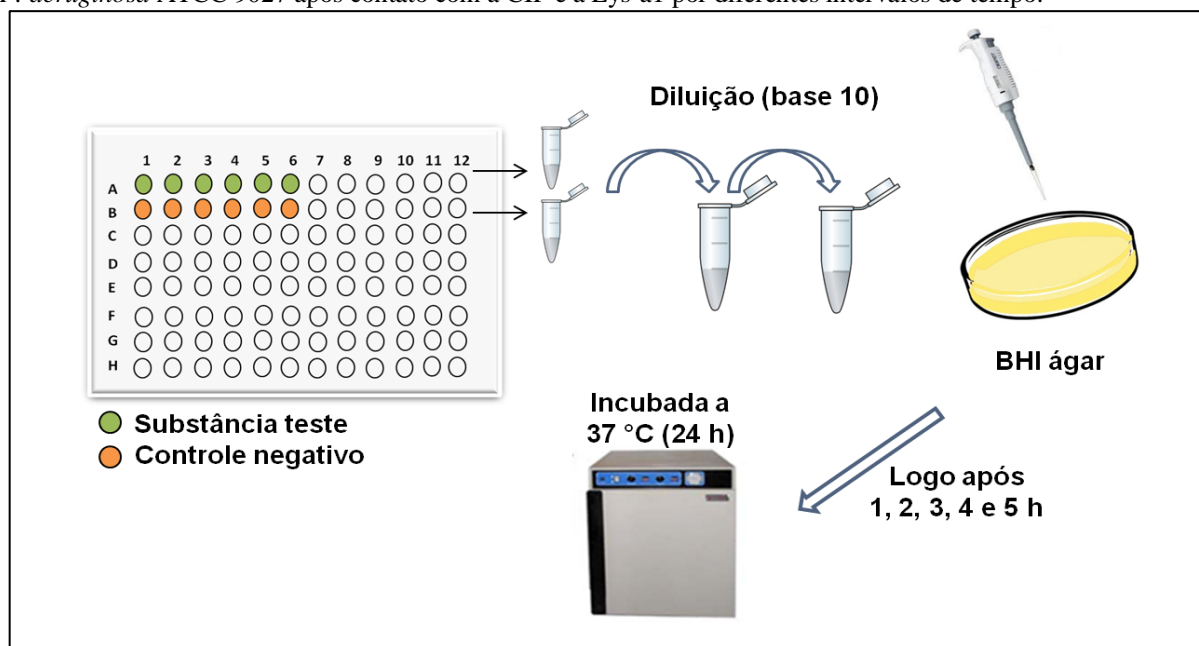 P. aeruginosa ATCC 9027 após contato com a CIP e a Lys-a1 por diferentes intervalos de tempo.
Diluição (base 10)
1 2 3 4 5 6 7 8 9 10 11 12
A
B
C
D
E
F
G
H
BHI ágar
Substância teste
Controle negativo
Incubada a
37 °C (24 h)
Logo após
1, 2, 3, 4 e 5 h